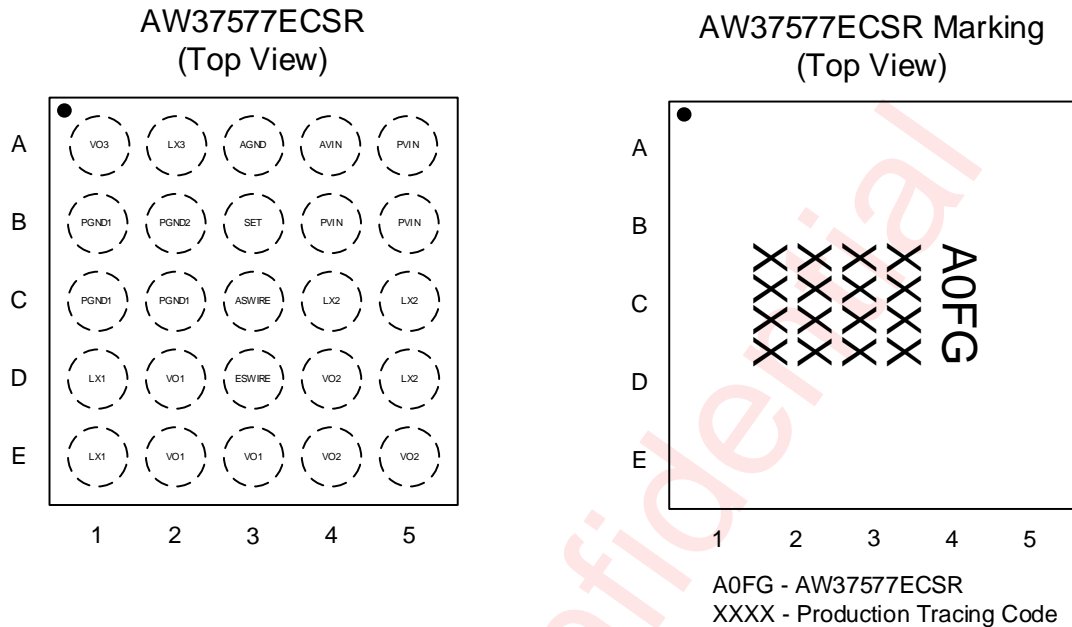 AW37577ECSR
(Top View)
A VO3 LX3 AGND AVIN PVIN
B PGND1 PGND2 SET PVIN PVIN
C PGND1 PGND1 ASWIRE LX2 LX2
D LX1 VO1 ESWIRE VO2 LX2
E LX1 VO1 VO1 VO2 VO2
1 2 3 4 5
AW37577ECSR Marking
(Top View)
A
B
C
D
E
A0FG
XXXX
XXXX
XXXX
XXXX
1 2 3 4 5
A0FG - AW37577ECSR
XXXX - Production Tracing Code